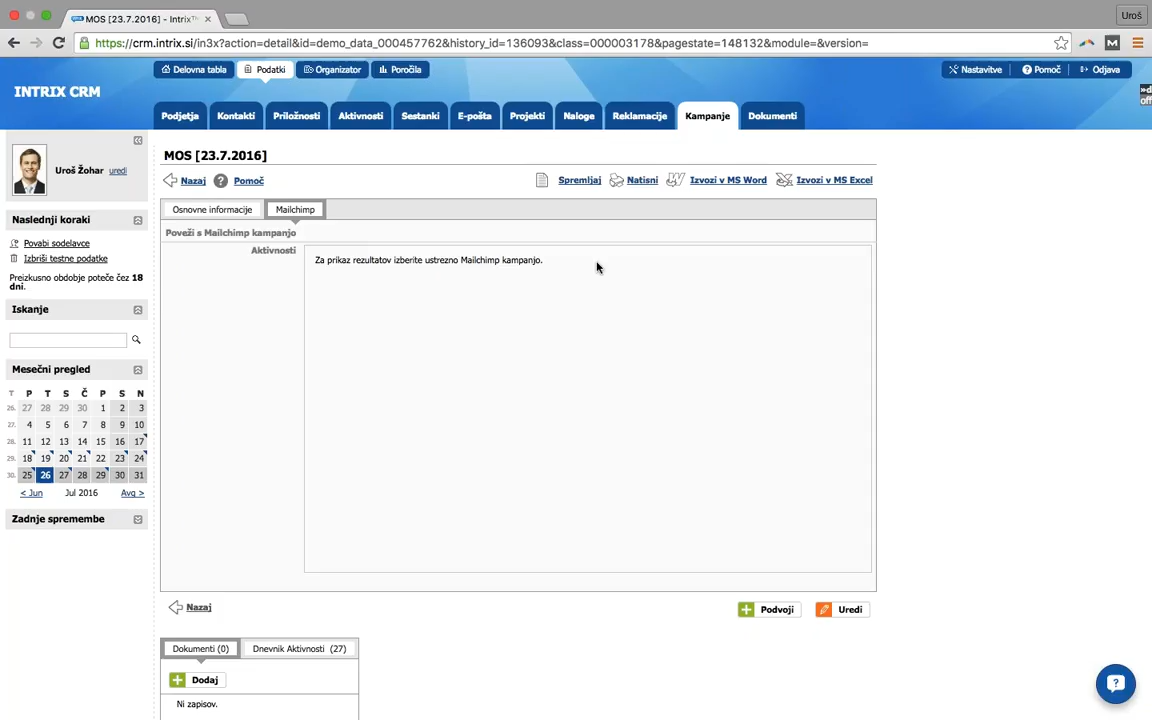 MOS [23.7.2016] - Intrix
Uroš
https://crm.intrix.si/in3x?action=detail&id=demo_data_000457762&history_id=136093&class=000003178&pagestate=148132&module=&version=
Delovna tabla
Podatki
Organizator
Poročila
Nastavitve
Pomoč
Odjava
INTRIX CRM
off
Podjetja
Kontakti
Priložnosti
Aktivnosti
Sestanki
E-pošta
Projekti
Naloge
Reklamacije
Kampanje
Dokumenti
Uroš Žohar uredi
Naslednji koraki
Povabi sodelavce
Izbriši testne podatke
Preizkusno obdobje poteče čez 18
dni.
Iskanje
Mesečni pregled
T P T S Č P S N
26. 27 28 29 30 1 2 3
27. 4 5 6 7 8 9 10
28. 11 12 13 14 15 16 17
29. 18 19 20 21 22 23 24
30. 25 26 27 28 29 30 31
< Jun Jul 2016 Avg >
Zadnje spremembe
MOS [23.7.2016]
Nazaj
Pomoč
Spremljaj
Natisni
Izvozi v MS Word
Izvozi v MS Excel
Osnovne informacije
Mailchimp
Poveži s Mailchimp kampanjo
Aktivnosti
Za prikaz rezultatov izberite ustrezno Mailchimp kampanjo.
Nazaj
Podvoji
Uredi
Dokumenti (0)
Dnevnik Aktivnosti (27)
Dodaj
Ni zapisov.